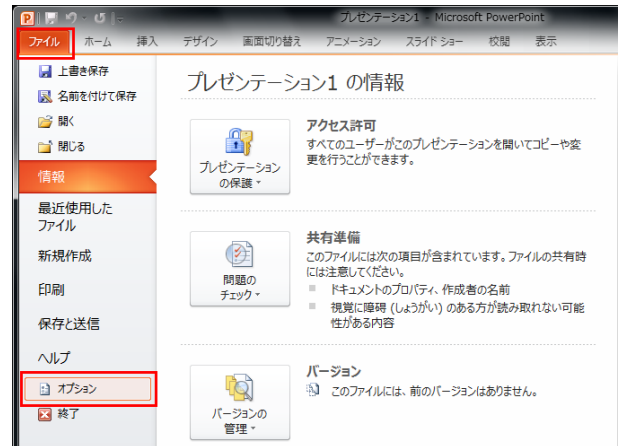 プレゼンテーション1 - Microsoft PowerPoint
ファイル ホーム 挿入 デザイン 画面切り替え アニメーション スライド ショー 校閲 表示
上書き保存
名前を付けて保存
開く
閉じる
情報
最近使用した
ファイル
新規作成
印刷
保存と送信
ヘルプ
オプション
終了
プレゼンテーション1 の情報
プレゼンテーション
の保護
アクセス許可
すべてのユーザーがこのプレゼンテーションを開いてコピーや変
更を行うことができます。
問題の
チェック
共有準備
このファイルには次の項目が含まれています。ファイルの共有時
には注意してください。
ドキュメントのプロパティ、作成者の名前
視覚に障碍 (しょうがい) のある方が読み取れない可能
性がある内容
バージョンの
管理
バージョン
このファイルには、前のバージョンはありません。